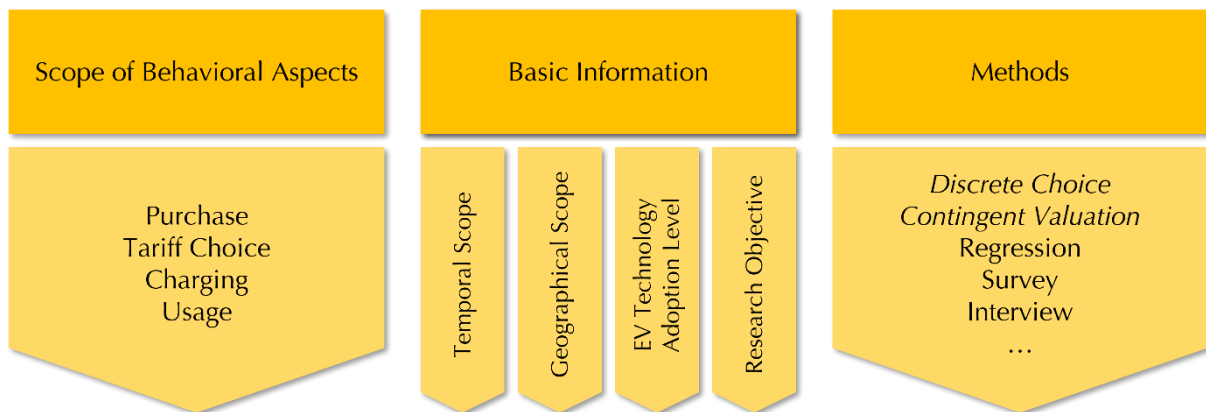 Scope of Behavioral Aspects
Purchase
Tariff Choice
Charging
Usage
Basic Information
Temporal Scope
Geographical Scope
EV Technology
Adoption Level
Research Objective
Methods
Discrete Choice
Contingent Valuation
Regression
Survey
Interview
…